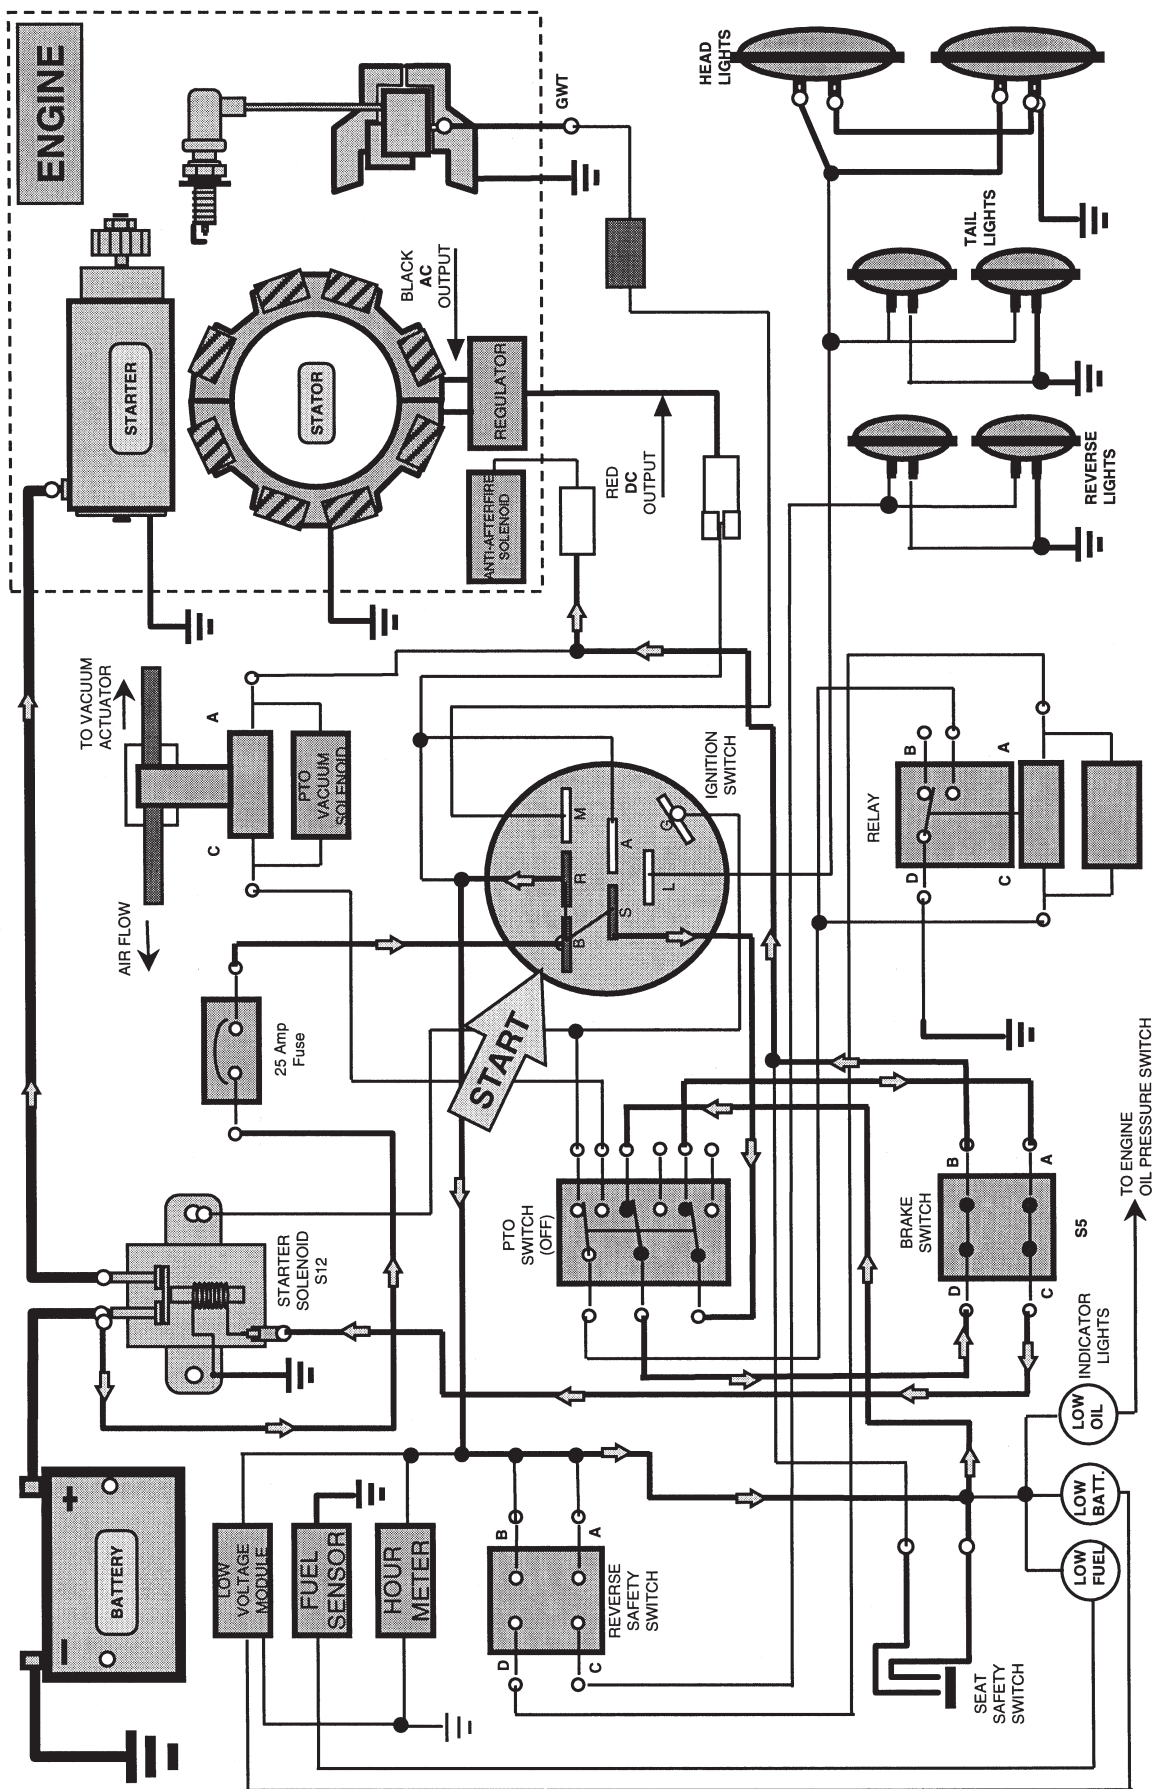 ENGINE
STARTER
GWT
HEAD
LIGHTS
TAIL
LIGHTS
STATOR
BLACK
AC
OUTPUT
REGULATOR
ANTI-AFTERFIRE
SOLENOID
RED
DC
OUTPUT
REVERSE
LIGHTS
TO VACUUM
ACTUATOR
A
PTO
VACUUM
SOLENOID
C
AIR FLOW
IGNITION
SWITCH
M
G
R
A
L
B
S
RELAY
B
A
D
C
25 Amp
Fuse
START
PTO
SWITCH
(OFF)
STARTER
SOLENOID
S12
BRAKE
SWITCH
B
A
D
C
S5
TO ENGINE
OIL PRESSURE SWITCH
INDICATOR
LIGHTS
LOW
OIL
LOW
BATT.
LOW
FUEL
+
BATTERY
–
LOW
VOLTAGE
MODULE
FUEL
SENSOR
HOUR
METER
B
A
D
C
REVERSE
SAFETY
SWITCH
SEAT
SAFETY
SWITCH